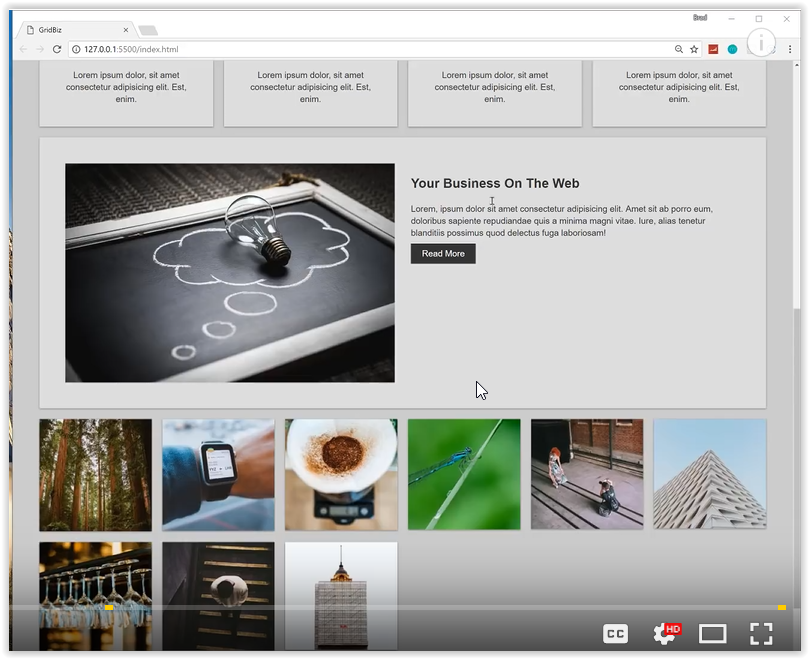 Brad
GridBiz
127.0.0.1:5500/index.html
Lorem ipsum dolor, sit amet
consectetur adipisicing elit. Est,
enim.
Lorem ipsum dolor, sit amet
consectetur adipisicing elit. Est,
enim.
Lorem ipsum dolor, sit amet
consectetur adipisicing elit. Est,
enim.
Lorem ipsum dolor, sit amet
consectetur adipisicing elit. Est,
enim.
Your Business On The Web
Lorem, ipsum dolor sit amet consectetur adipisicing elit. Amet sit ab porro eum,
doloribus sapiente repudiandae quis a minima magni vitae. Iure, alias tenetur
blanditiis possimus quod delectus fuga laboriosam!
Read More
CC
HD